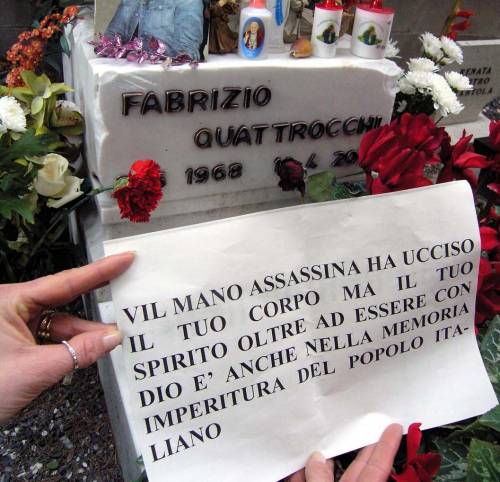 FABRIZIO
QUATTROCCHI
1968
VIL MANO ASSASSINA HA UCCISO
IL TUO CORPO MA IL TUO
SPIRITO OLTRE AD ESSERE CON
DIO E' ANCHE NELLA MEMORIA
IMPERITURA DEL POPOLO ITA-
LIANO
RENATA